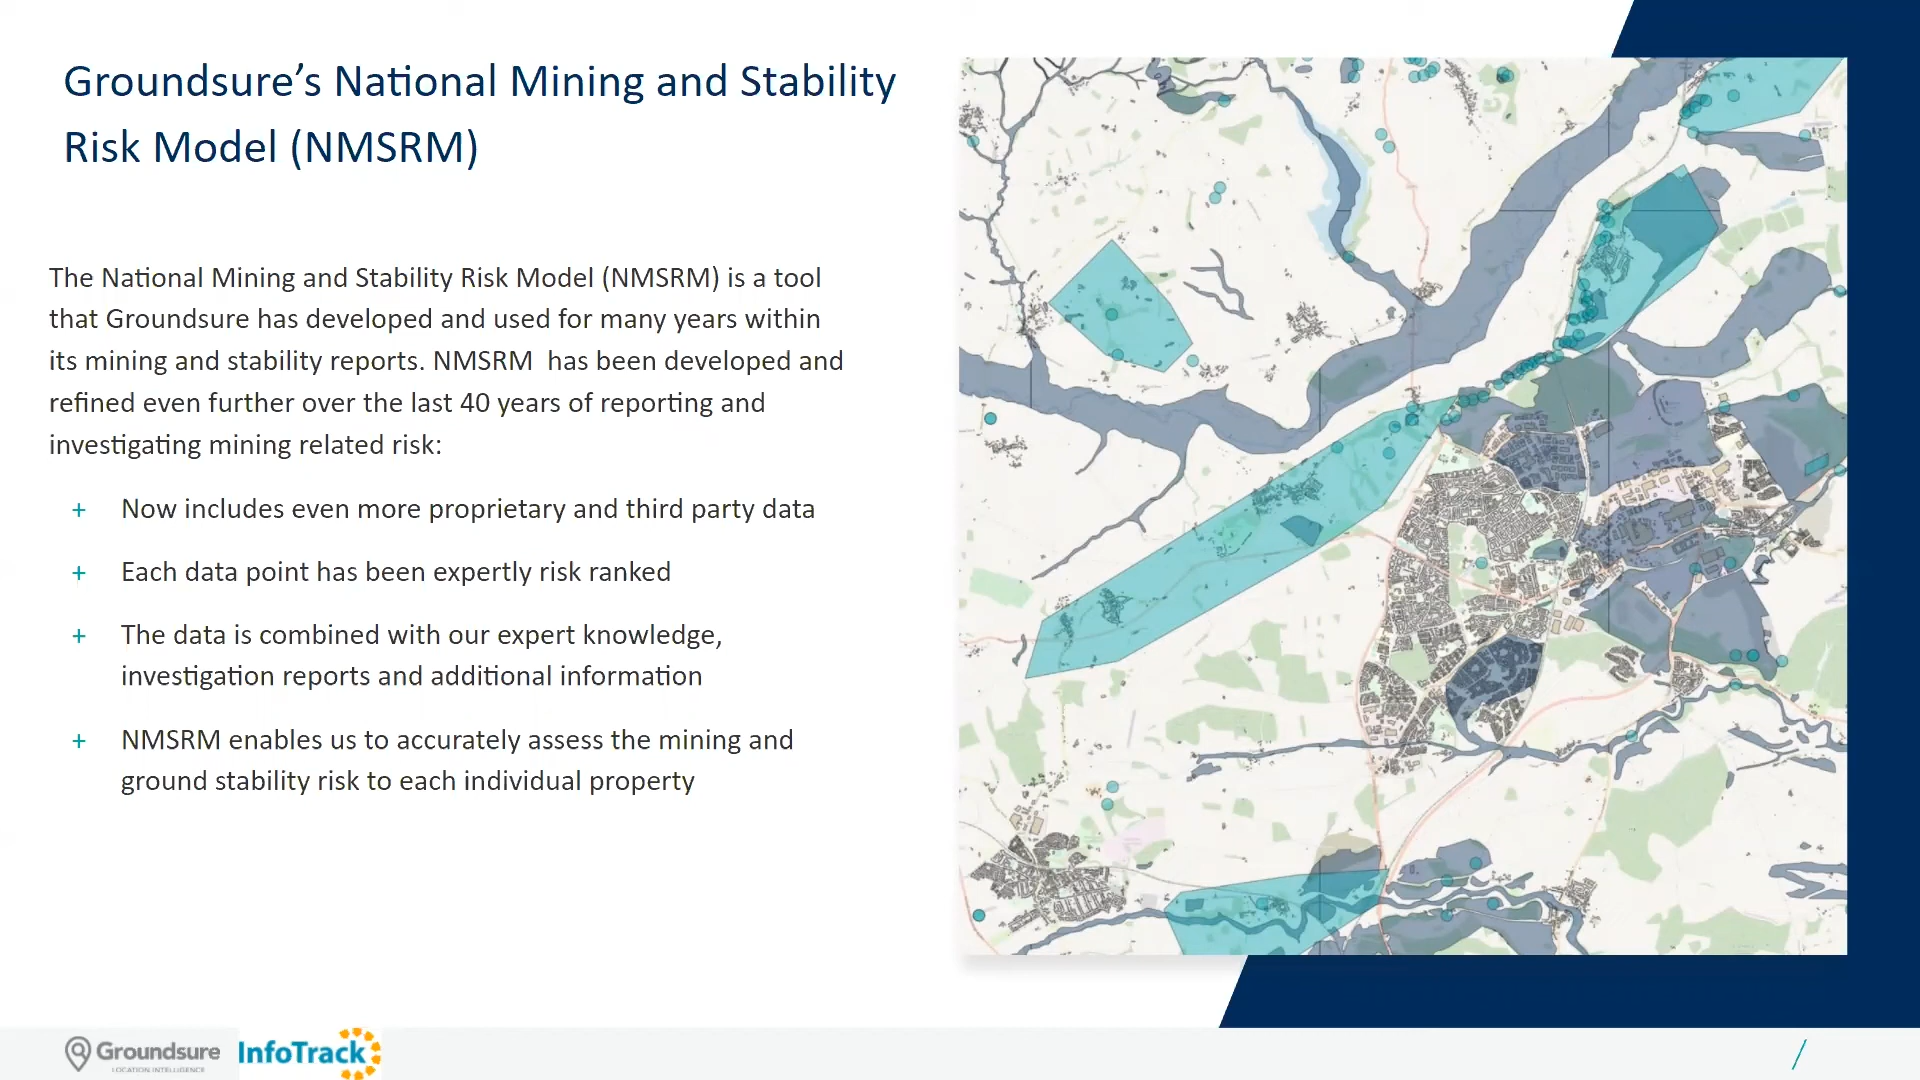 Groundsure’s National Mining and Stability
Risk Model (NMSRM)
The National Mining and Stability Risk Model (NMSRM) is a tool
that Groundsure has developed and used for many years within
its mining and stability reports. NMSRM  has been developed and
refined even further over the last 40 years of reporting and
investigating mining related risk:
+ Now includes even more proprietary and third party data
+ Each data point has been expertly risk ranked
+ The data is combined with our expert knowledge,
investigation reports and additional information
+ NMSRM enables us to accurately assess the mining and
ground stability risk to each individual property
Groundsure
LOCATION INTELLIGENCE
InfoTrack